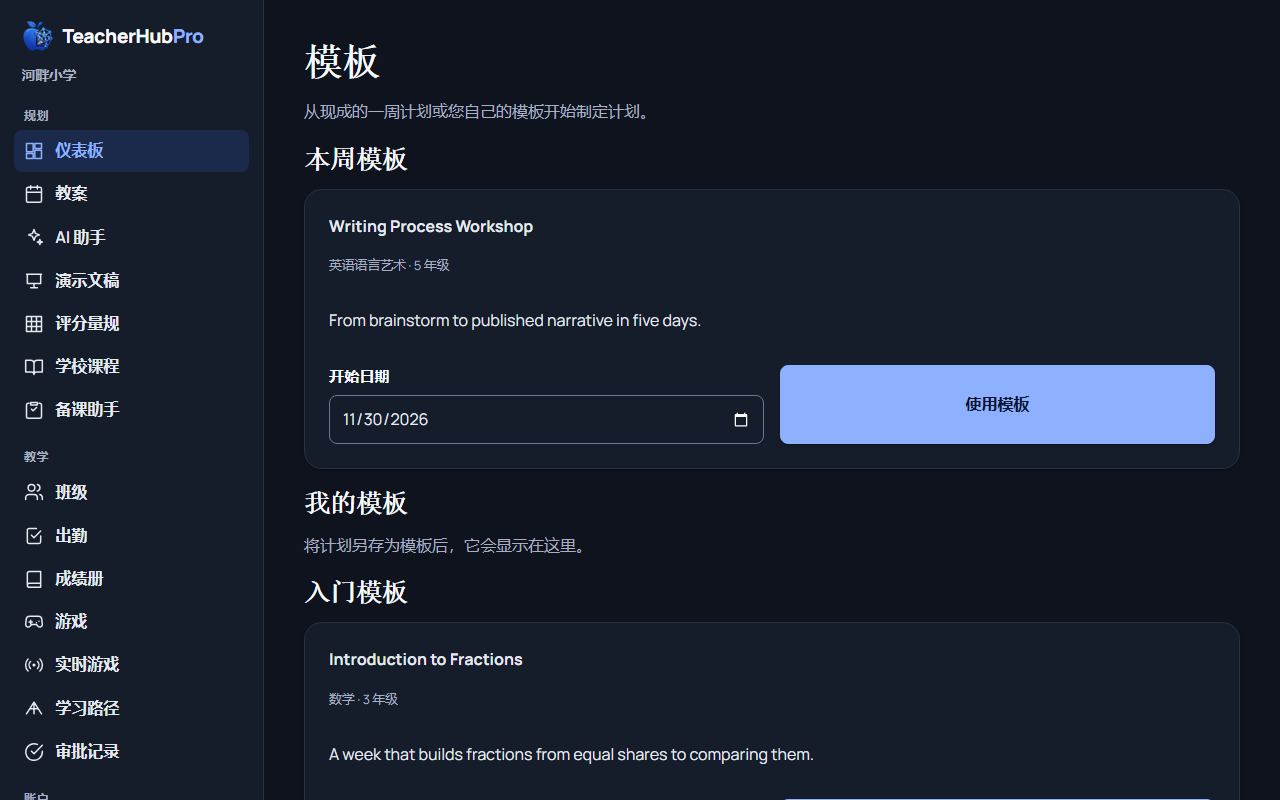 TeacherHubPro
河畔小学
规划
仪表板
教案
AI 助手
演示文稿
评分量规
学校课程
备课助手
教学
班级
出勤
成绩册
游戏
实时游戏
学习路径
审批记录
账户
模板
从现成的一周计划或您自己的模板开始制定计划。
本周模板
Writing Process Workshop
英语语言艺术 · 5 年级
From brainstorm to published narrative in five days.
开始日期
11/30/2026
使用模板
我的模板
将计划另存为模板后，它会显示在这里。
入门模板
Introduction to Fractions
数学 · 3 年级
A week that builds fractions from equal shares to comparing them.